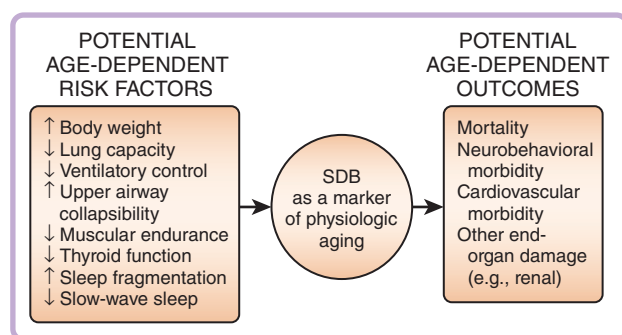 POTENTIAL
AGE-DEPENDENT
RISK FACTORS
↑ Body weight
↓ Lung capacity
↓ Ventilatory control
↑ Upper airway
collapsibility
↓ Muscular endurance
↓ Thyroid function
↑ Sleep fragmentation
↓ Slow-wave sleep
SDB
as a marker
of physiologic
aging
POTENTIAL
AGE-DEPENDENT
OUTCOMES
Mortality
Neurobehavioral
morbidity
Cardiovascular
morbidity
Other end-
organ damage
(e.g., renal)